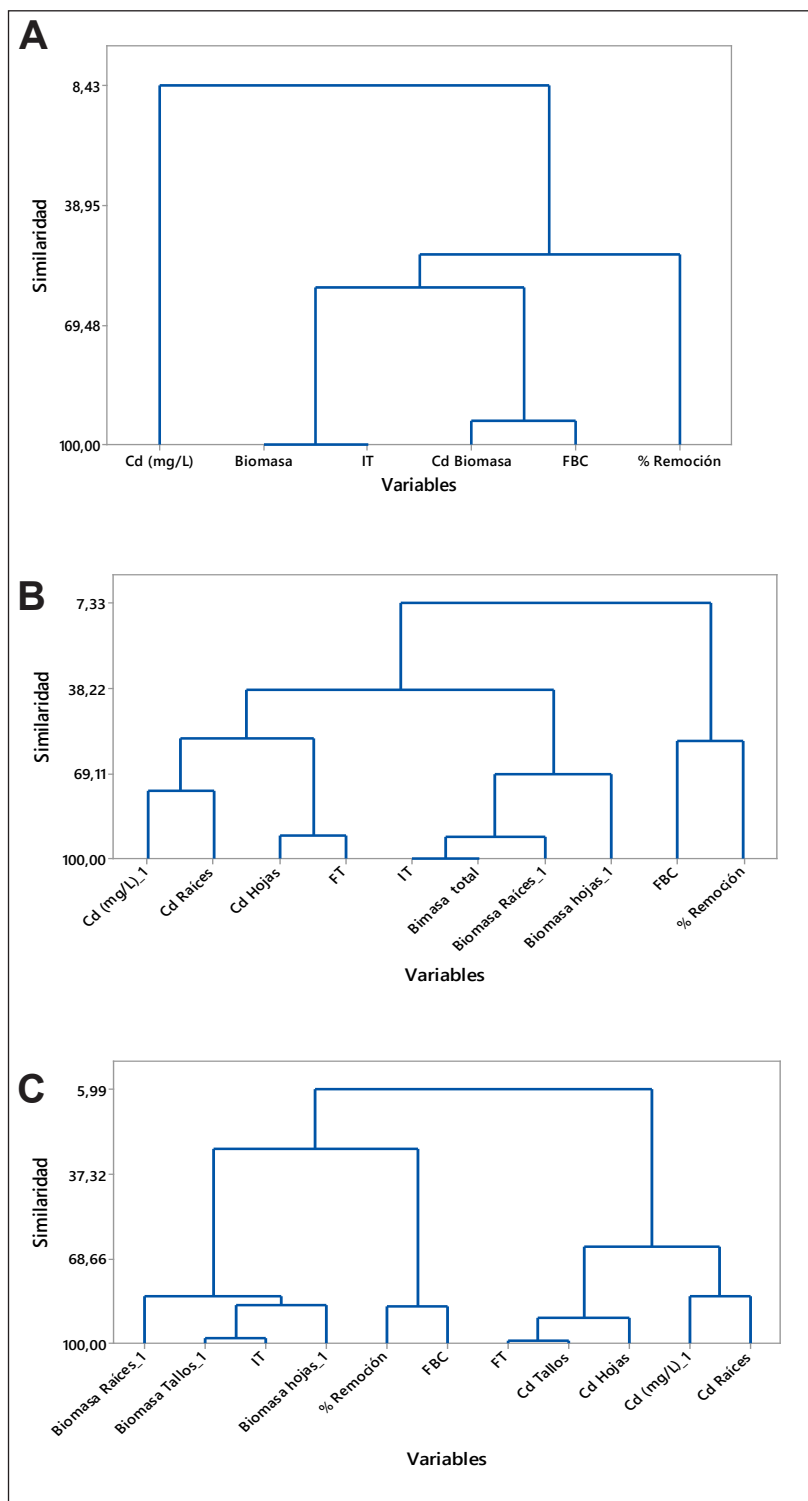 A
Similaridad
8,43
38,95
69,48
100,00
Cd (mg/L) Biomasa IT Cd Biomasa FBC % Remoción
Variables
B
Similaridad
7,33
38,22
69,11
100,00
Cd (mg/L)_1 Cd Raíces Cd Hojas FT IT Bimasa total Biomasa Raíces_1 Biomasa hojas_1 FBC % Remoción
Variables
C
Similaridad
5,99
37,32
68,66
100,00
Biomasa Raíces_1 Biomasa Tallos_1 IT Biomasa hojas_1 % Remoción FBC FT Cd Tallos Cd Hojas Cd (mg/L)_1 Cd Raíces
Variables